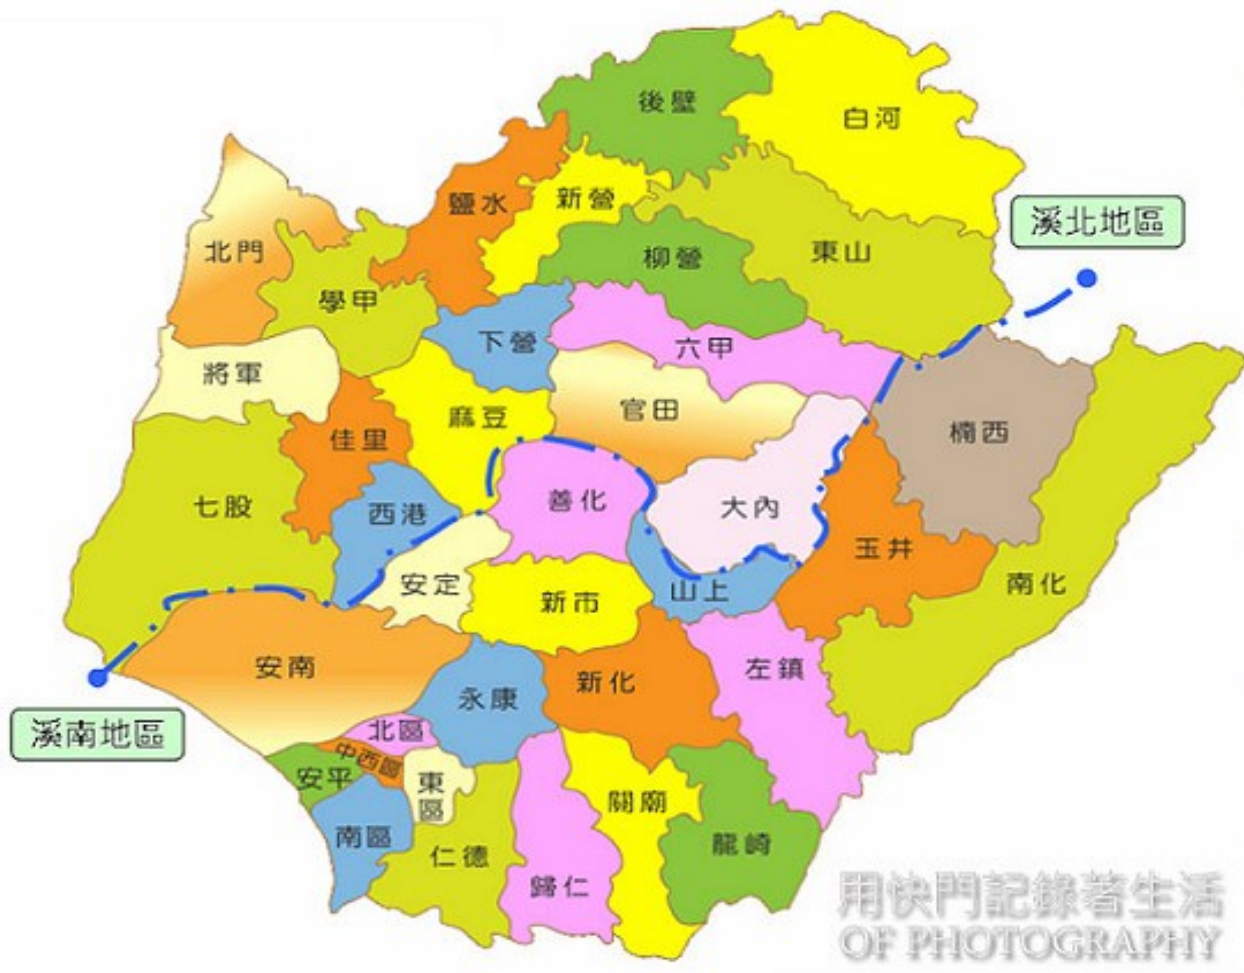 後壁
白河
鹽水
新營
溪北地區
北門
柳營
東山
學甲
下營
六甲
將軍
麻豆
官田
楠西
佳里
七股
西港
善化
大內
玉井
安定
新市
山上
南化
安南
永康
新化
左鎮
溪南地區
北區
中西區
安平
東區
關廟
南區
仁德
龍崎
歸仁
用快門記錄著生活
OF PHOTOGRAPHY